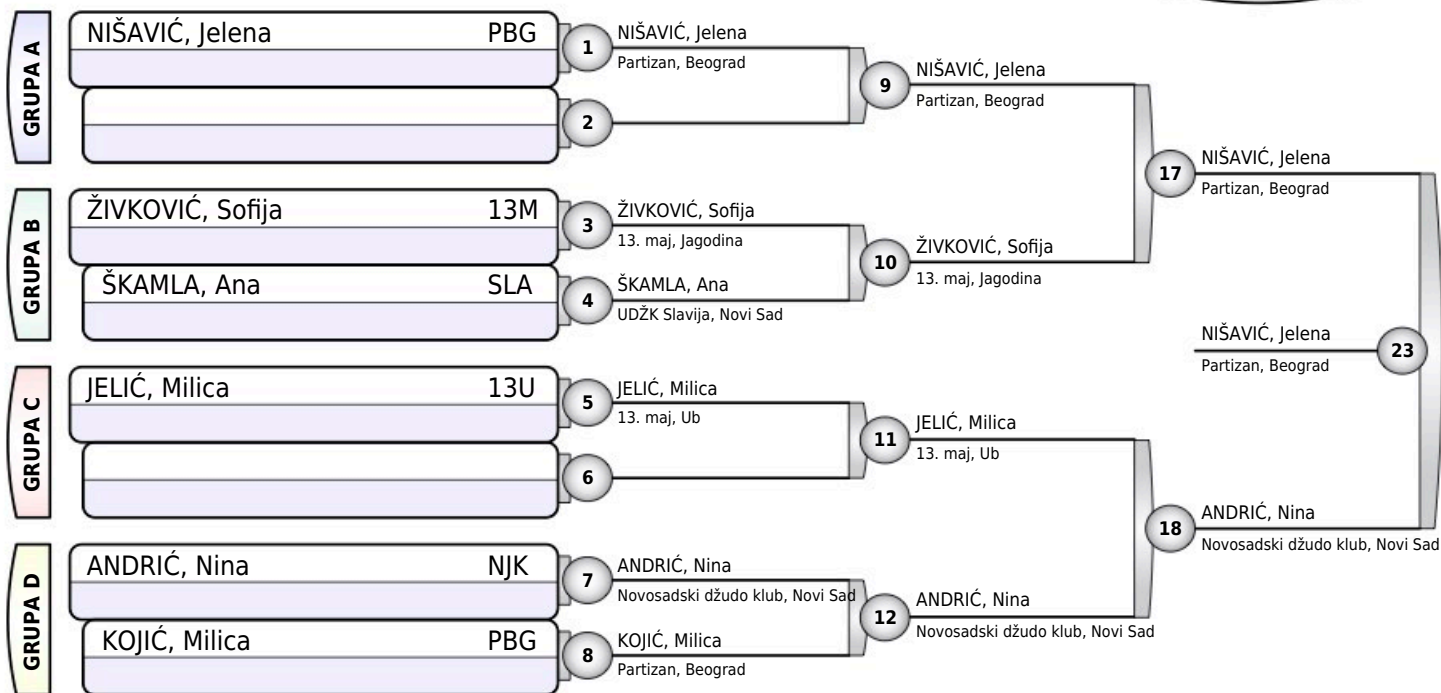 GRUPA A
NIŠAVIĆ, Jelena PBG
1
NIŠAVIĆ, Jelena
Partizan, Beograd
2
9
NIŠAVIĆ, Jelena
Partizan, Beograd
GRUPA B
ŽIVKOVIĆ, Sofija 13M
ŠKAMLA, Ana SLA
3
ŽIVKOVIĆ, Sofija
13. maj, Jagodina
4
ŠKAMLA, Ana
UDŽK Slavija, Novi Sad
10
ŽIVKOVIĆ, Sofija
13. maj, Jagodina
17
NIŠAVIĆ, Jelena
Partizan, Beograd
GRUPA C
JELIĆ, Milica 13U
5
JELIĆ, Milica
13. maj, Ub
6
11
JELIĆ, Milica
13. maj, Ub
GRUPA D
ANDRIĆ, Nina NJK
KOJIĆ, Milica PBG
7
ANDRIĆ, Nina
Novosadski džudo klub, Novi Sad
8
KOJIĆ, Milica
Partizan, Beograd
12
ANDRIĆ, Nina
Novosadski džudo klub, Novi Sad
18
ANDRIĆ, Nina
Novosadski džudo klub, Novi Sad
NIŠAVIĆ, Jelena
Partizan, Beograd
23